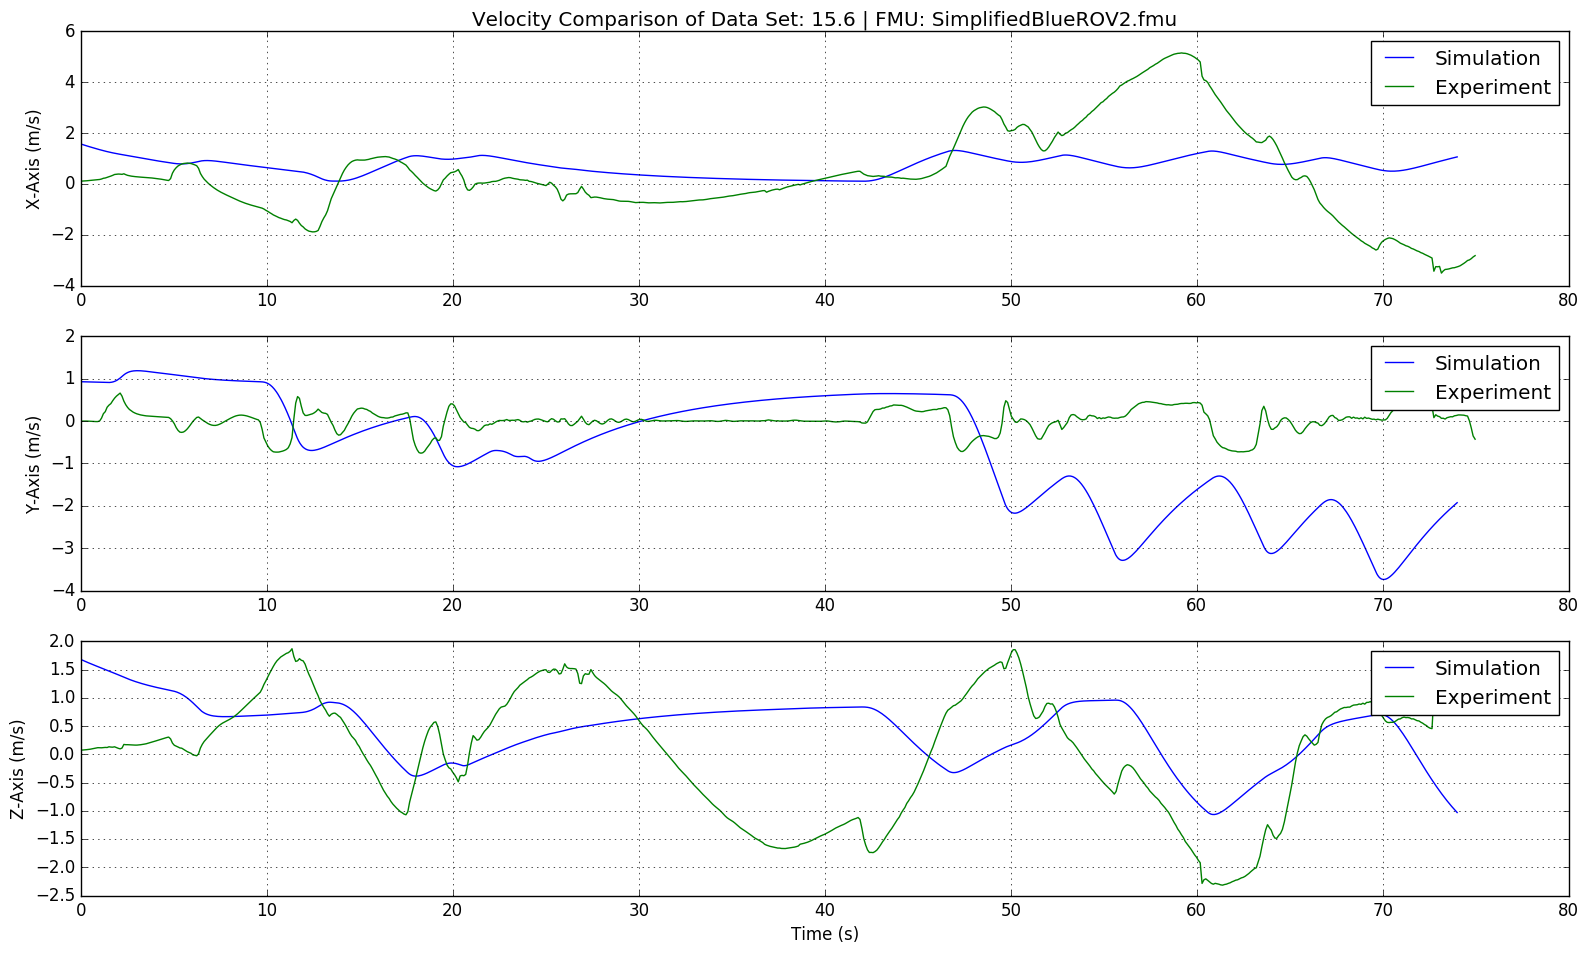 Velocity Comparison of Data Set: 15.6 | FMU: SimplifiedBlueROV2.fmu
X-Axis (m/s)
6
4
2
0
−2
−4
0 10 20 30 40 50 60 70 80
Simulation
Experiment
Y-Axis (m/s)
2
1
0
−1
−2
−3
−4
0 10 20 30 40 50 60 70 80
Simulation
Experiment
Z-Axis (m/s)
2.0
1.5
1.0
0.5
0.0
−0.5
−1.0
−1.5
−2.0
−2.5
0 10 20 30 40 50 60 70 80
Simulation
Experiment
Time (s)